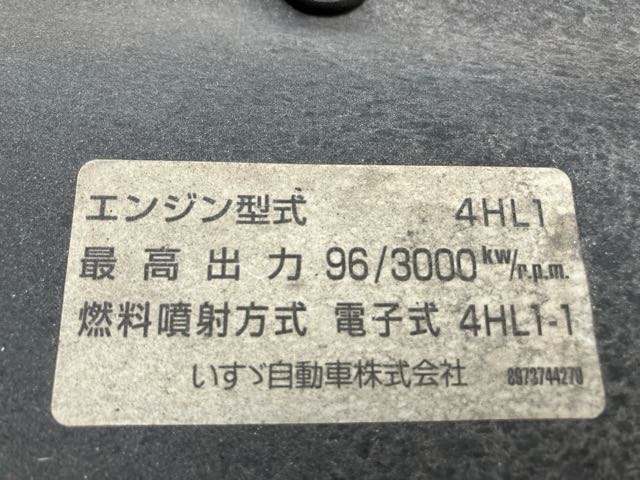 エンジン型式 4HL1
最高出力 96/3000 kw/r.p.m.
燃料噴射方式 電子式 4HL1-1
いすゞ自動車株式会社 8973744270